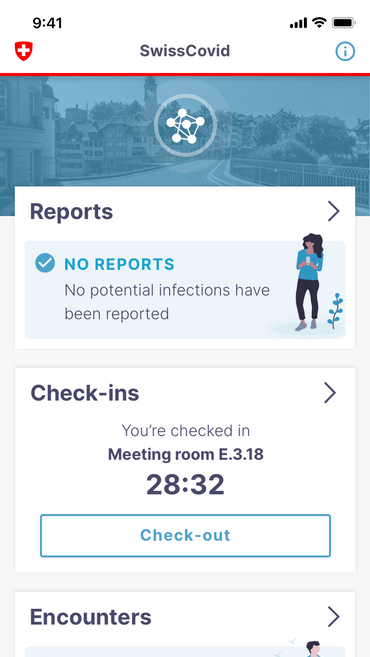 9:41
SwissCovid
Reports
NO REPORTS
No potential infections have
been reported
Check-ins
You’re checked in
Meeting room E.3.18
28:32
Check-out
Encounters